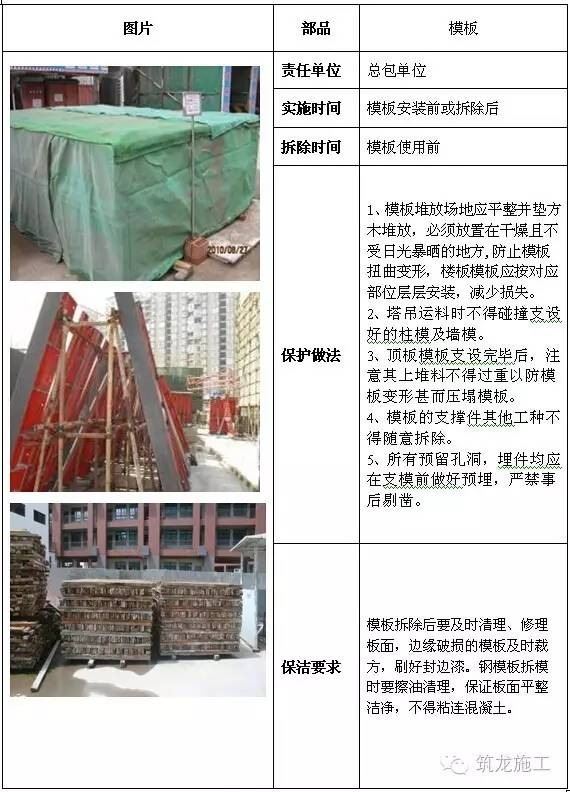 图片
部品
模板
责任单位
总包单位
实施时间
模板安装前或拆除后
拆除时间
模板使用前
2010/08/27
保护做法
1、模板堆放场地应平整并垫方
木堆放，必须放置在干燥且不
受日光暴晒的地方,防止模板
扭曲变形，楼板模板应按对应
部位层层安装，减少损失。
2、塔吊运料时不得碰撞支设
好的柱模及墙模。
3、顶板模板支设完毕后，注
意其上堆料不得过重以防模
板变形甚而压塌模板。
4、模板的支撑件其他工种不
得随意拆除。
5、所有预留孔洞，埋件均应
在支模前做好预埋，严禁事
后剔凿。
保洁要求
模板拆除后要及时清理、修理
板面，边缘破损的模板及时裁
方，刷好封边漆。钢模板拆模
时要擦油清理，保证板面平整
洁净，不得粘连混凝土。
筑龙施工